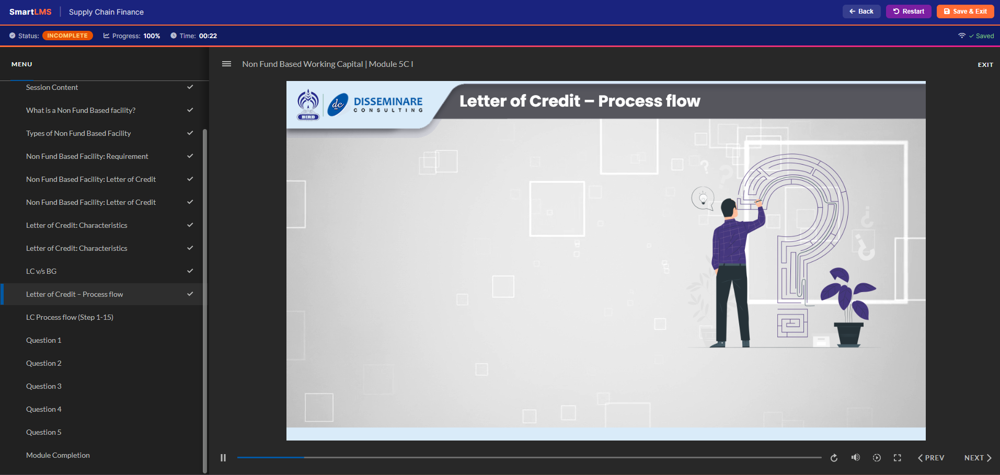 SmartLMS
Supply Chain Finance
Back
Restart
Save & Exit
Status: INCOMPLETE
Progress: 100%
Time: 00:22
Saved
MENU
Session Content
What is a Non Fund Based facility?
Types of Non Fund Based Facility
Non Fund Based Facility: Requirement
Non Fund Based Facility: Letter of Credit
Non Fund Based Facility: Letter of Credit
Letter of Credit: Characteristics
Letter of Credit: Characteristics
LC v/s BG
Letter of Credit – Process flow
LC Process flow (Step 1-15)
Question 1
Question 2
Question 3
Question 4
Question 5
Module Completion
Non Fund Based Working Capital | Module 5C I
EXIT
BIRD
dc
DISSEMINARE
CONSULTING
Letter of Credit – Process flow
PREV
NEXT